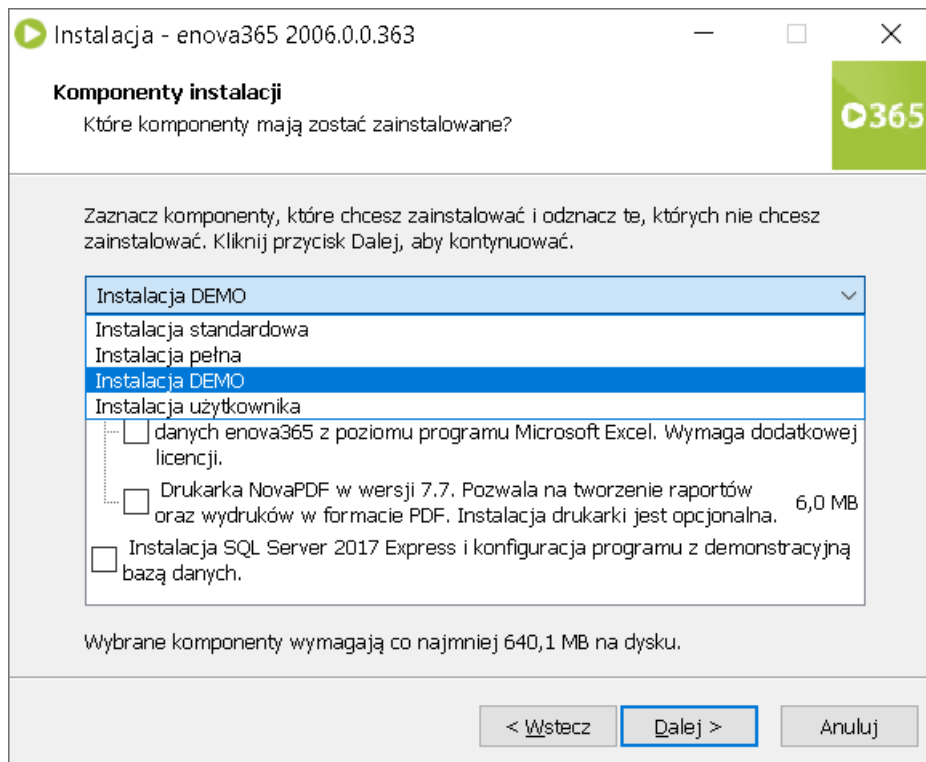 Instalacja - enova365 2006.0.0.363
Komponenty instalacji
Które komponenty mają zostać zainstalowane?
365
Zaznacz komponenty, które chcesz zainstalować i odznacz te, których nie chcesz
zainstalować. Kliknij przycisk Dalej, aby kontynuować.
Instalacja DEMO
Instalacja standardowa
Instalacja pełna
Instalacja DEMO
Instalacja użytkownika
danych enova365 z poziomu programu Microsoft Excel. Wymaga dodatkowej
licencji.
Drukarka NovaPDF w wersji 7.7. Pozwala na tworzenie raportów
oraz wydruków w formacie PDF. Instalacja drukarki jest opcjonalna. 6,0 MB
Instalacja SQL Server 2017 Express i konfiguracja programu z demonstracyjną
bazą danych.
Wybrane komponenty wymagają co najmniej 640,1 MB na dysku.
< Wstecz Dalej > Anuluj